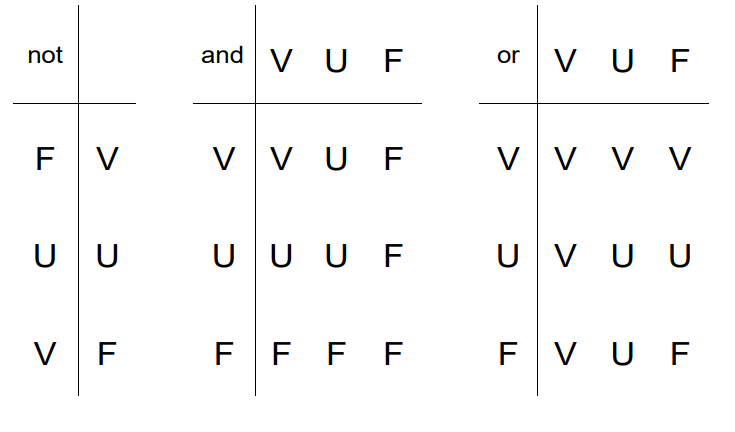 not and V U F or V U F
F V V V U F V V V V
U U U U U F U V U U
V F F F F F F V U F